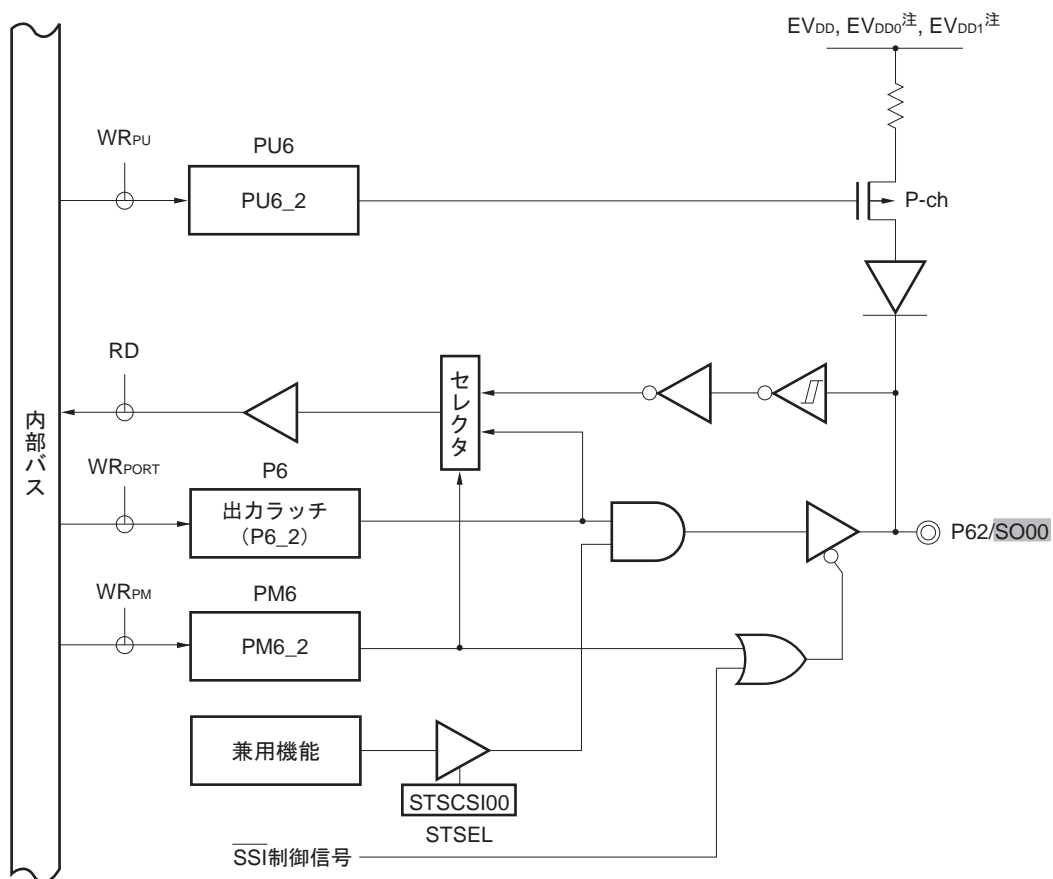 EVDD, EVDD0注, EVDD1注
WRPU
PU6
PU6_2
P-ch
RD
セレクタ
内部バス
WRPORT
P6
出力ラッチ
(P6_2)
P62/SO00
WRPM
PM6
PM6_2
兼用機能
STSCSI00
STSEL
SSI制御信号